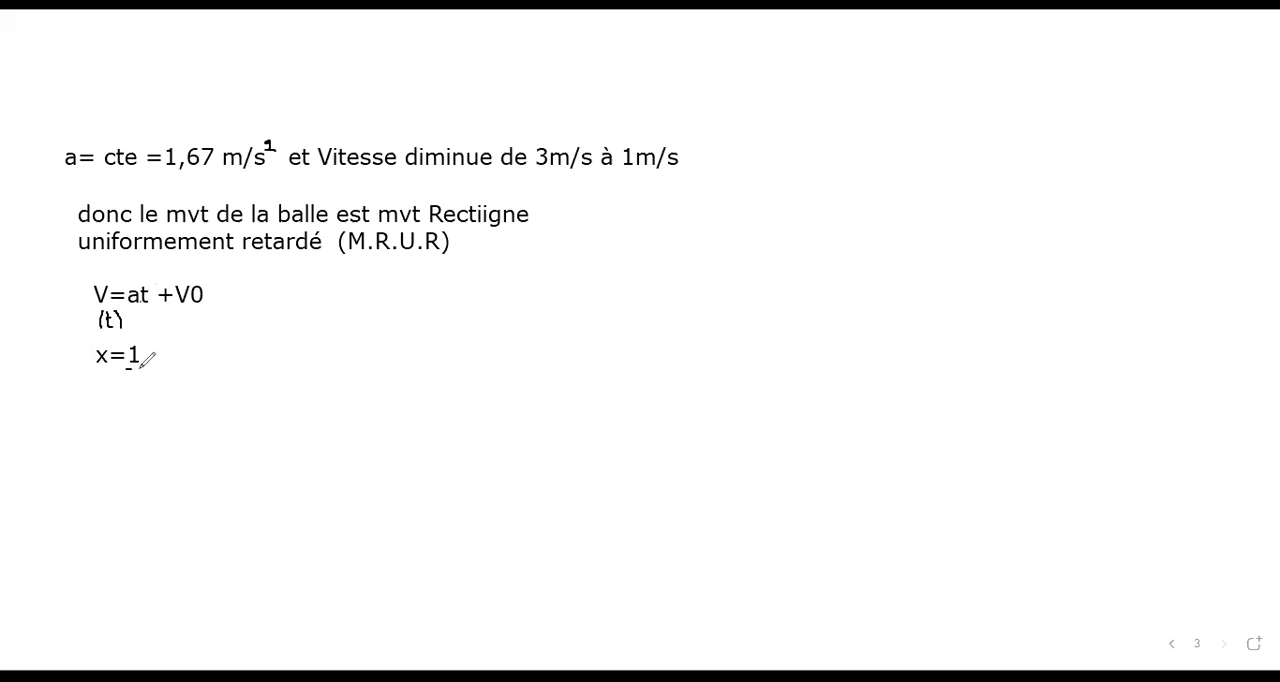 a= cte =1,67 m/s¹ et Vitesse diminue de 3m/s à 1m/s
donc le mvt de la balle est mvt Rectiigne
uniformement retardé (M.R.U.R)
V=at +V0
(t)
x=1
3